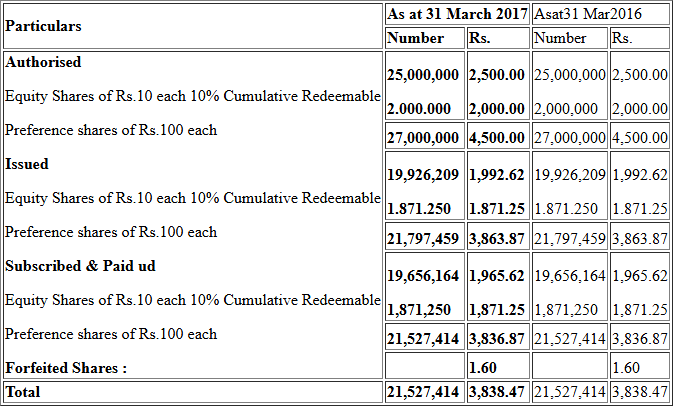 Particulars As at 31 March 2017 Asat31 Mar2016
Number Rs. Number Rs.
Authorised
25,000,000 2,500.00 25,000,000 2,500.00
Equity Shares of Rs.10 each 10% Cumulative Redeemable
2.000.000 2,000.00 2,000,000 2,000.00
Preference shares of Rs.100 each 27,000,000 4,500.00 27,000,000 4,500.00
Issued
19,926,209 1,992.62 19,926,209 1,992.62
Equity Shares of Rs.10 each 10% Cumulative Redeemable
1.871.250 1.871.25 1.871.250 1.871.25
Preference shares of Rs.100 each 21,797,459 3,863.87 21,797,459 3,863.87
Subscribed & Paid ud
19,656,164 1,965.62 19,656,164 1,965.62
Equity Shares of Rs.10 each 10% Cumulative Redeemable
1,871,250 1,871.25 1,871,250 1,871.25
Preference shares of Rs.100 each 21,527,414 3,836.87 21,527,414 3,836.87
Forfeited Shares : 1.60 1.60
Total 21,527,414 3,838.47 21,527,414 3,838.47